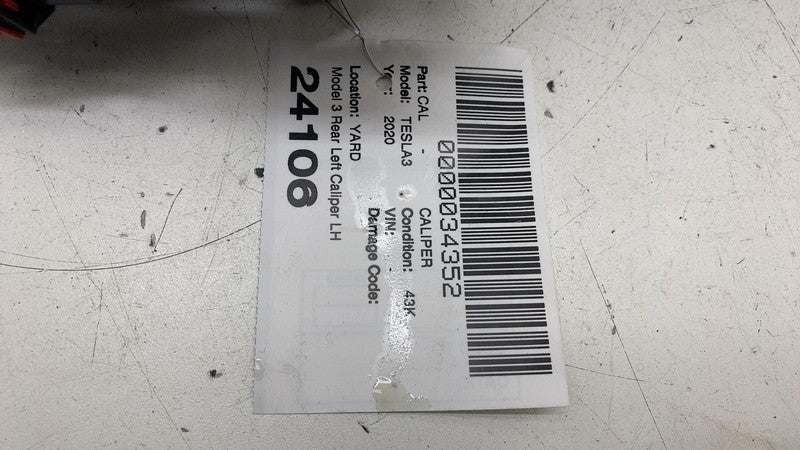 0000034352
Part: CAL - CALIPER
Model: TESLA3 Condition: 43K
Year: 2020 VIN: -
Damage Code:
Location: YARD
Model 3 Rear Left Caliper LH
24106